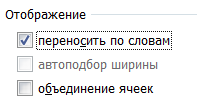 Отображение
переносить по словам
автоподбор ширины
объединение ячеек